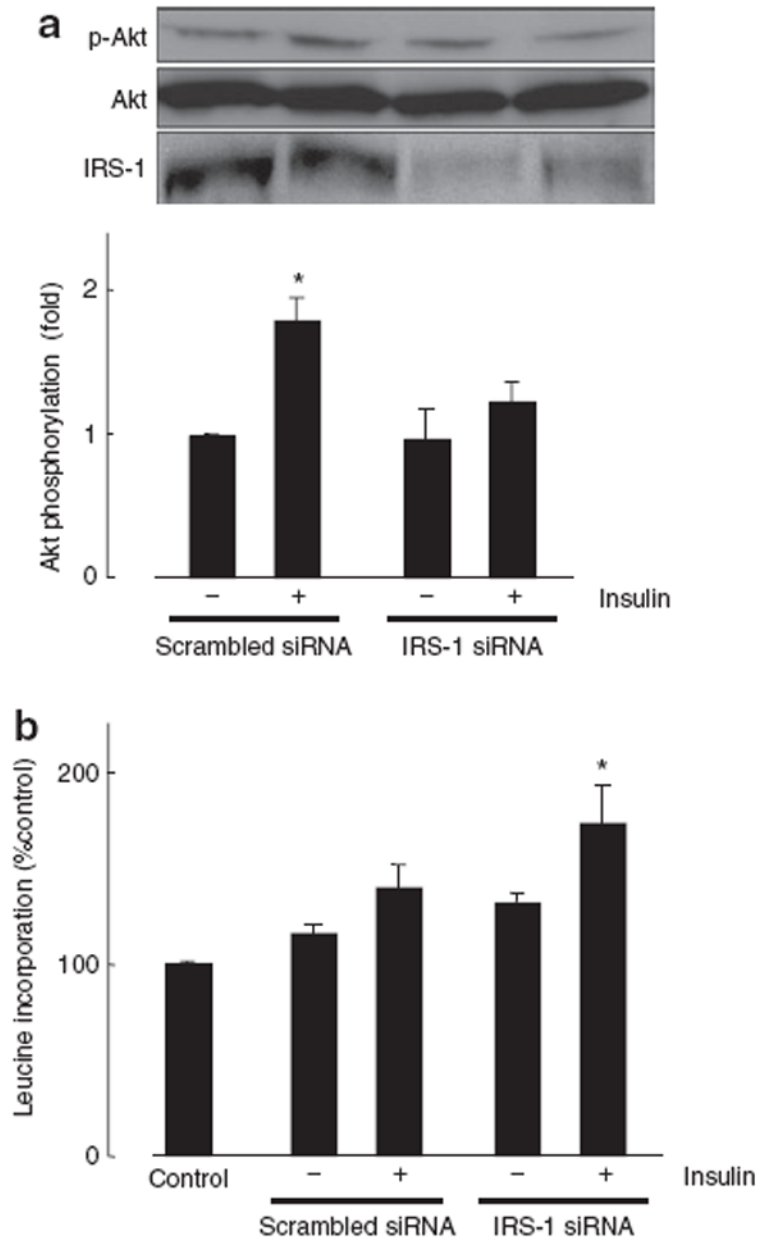 a
p-Akt
Akt
IRS-1
Akt phosphorylation (fold)
2
1
0
*
− + − + Insulin
Scrambled siRNA IRS-1 siRNA
b
Leucine incorporation (%control)
200
100
0
*
Control − + − + Insulin
Scrambled siRNA IRS-1 siRNA